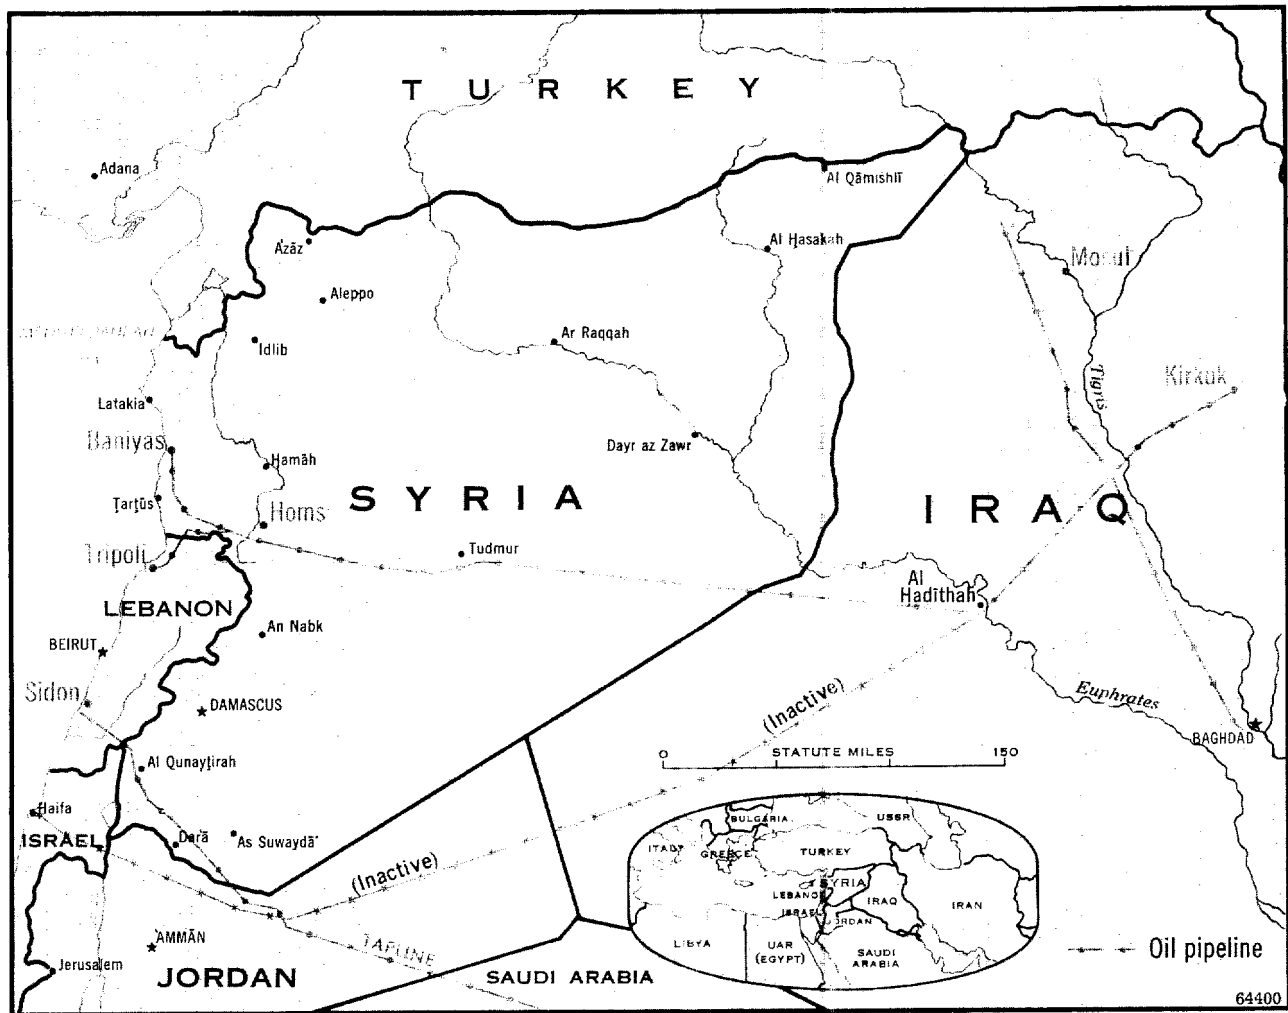 TURKEY
Adana
Al Qāmishlī
A'zāz
Al Ḥasakah
Mosul
Aleppo
Idlib
Ar Raqqah
Tigris
Kirkuk
Latakia
Baniyas
Dayr az Zawr
Ḥamāh
SYRIA
IRAQ
Ṭarṭūs
Homs
Tripoli
Tudmur
Al
Ḥadīthah
LEBANON
An Nabk
BEIRUT
Sidon
DAMASCUS
(Inactive)
Euphrates
BAGHDAD
0 STATUTE MILES 150
Al Qunayṭirah
Haifa
ISRAEL
Dar'ā
As Suwaydā'
(Inactive)
BULGARIA
USSR
ITALY
GREECE
TURKEY
SYRIA
LEBANON
IRAQ
IRAN
ISRAEL
JORDAN
LIBYA
UAR
(EGYPT)
SAUDI
ARABIA
'AMMĀN
TAPLINE
Oil pipeline
Jerusalem
JORDAN
SAUDI ARABIA
64400